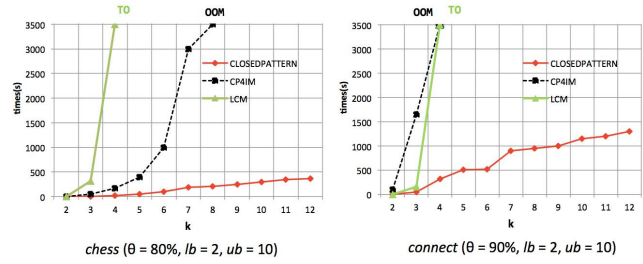 TO
OOM
3500
3000
2500
2000
1500
1000
500
0
times(s)
CLOSEDPATTERN
CP4IM
LCM
2 3 4 5 6 7 8 9 10 11 12
k
chess (θ = 80%, lb = 2, ub = 10)
OOM TO
3500
3000
2500
2000
1500
1000
500
0
times(s)
CLOSEDPATTERN
CP4IM
LCM
2 3 4 5 6 7 8 9 10 11 12
k
connect (θ = 90%, lb = 2, ub = 10)